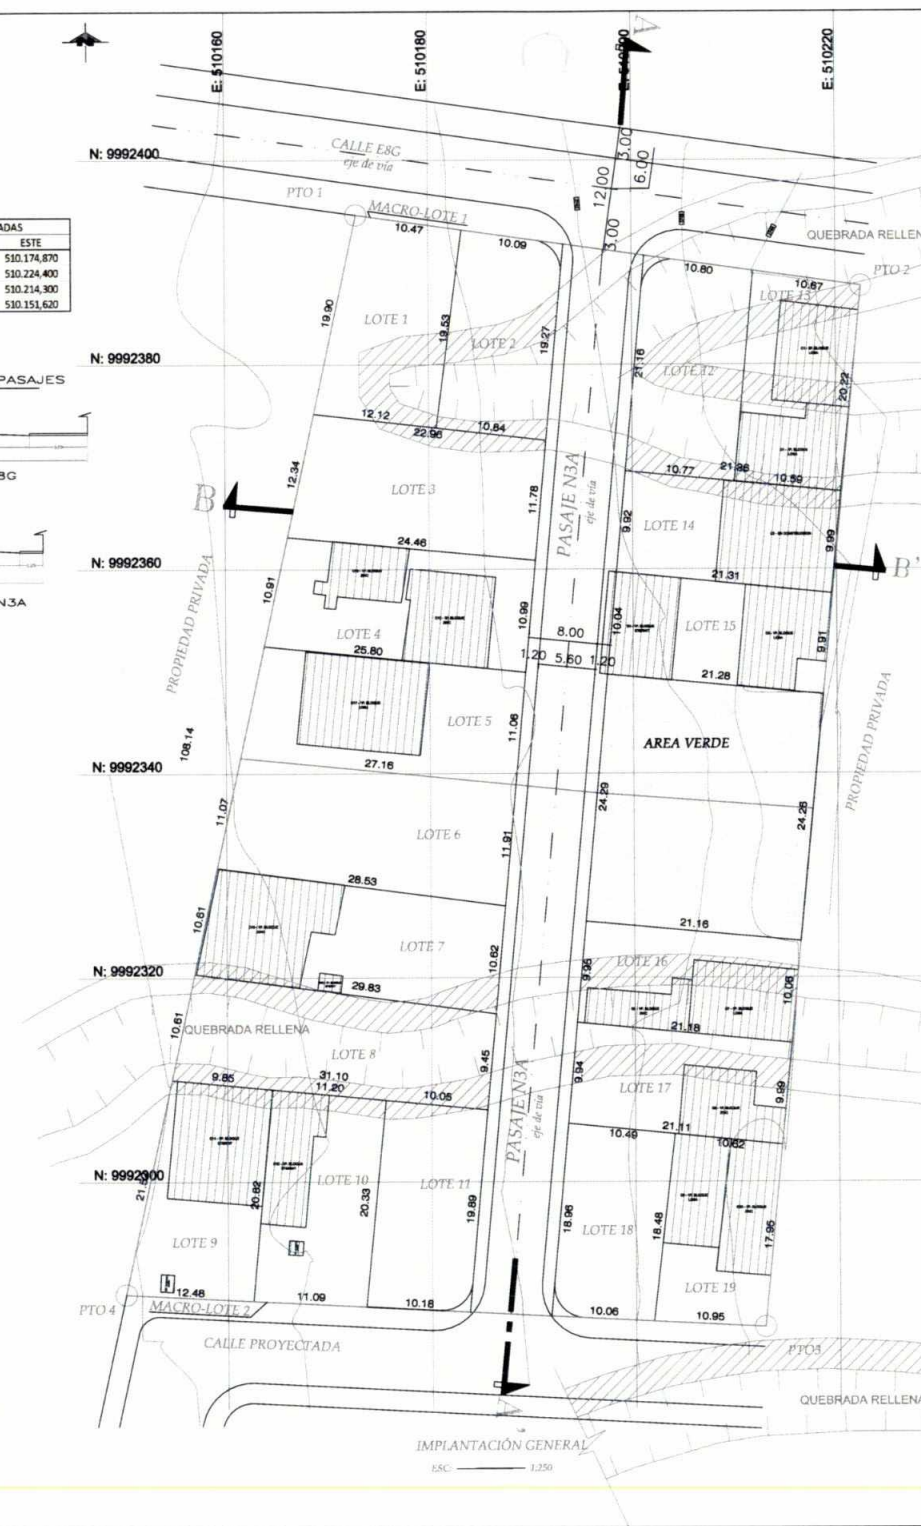 N
E: 510160
E: 510180
E: 510200
E: 510220
A
N: 9992400
CALLE E8G
eje de vía
3.00
6.00
12.00
3.00
PTO 1
MACRO-LOTE 1
QUEBRADA RELLEN
ADAS
ESTE
510.174,870
510.224,400
510.214,300
510.151,620
10.47
10.09
10.80
10.67
PTO 2
LOTE 13
19.90
LOTE 1
19.53
LOTE 2
19.27
21.16
LOTE 12
20.22
N: 9992380
PASAJES
8G
12.12
22.96
10.84
12.34
LOTE 3
11.78
PASAJE N3A
eje de vía
10.77
21.36
10.59
LOTE 14
9.92
9.99
B
B'
24.46
21.31
N: 9992360
N3A
PROPIEDAD PRIVADA
10.91
LOTE 4
10.99
8.00
10.04
LOTE 15
9.91
25.80
1.20
5.60
1.20
21.28
108.14
LOTE 5
11.06
AREA VERDE
PROPIEDAD PRIVADA
N: 9992340
27.16
24.29
24.26
11.07
LOTE 6
11.91
28.53
21.16
10.61
LOTE 7
10.62
LOTE 16
9.95
10.06
N: 9992320
29.83
10.61
QUEBRADA RELLENA
21.18
LOTE 8
9.45
9.94
LOTE 17
9.99
9.85
31.10
11.20
10.05
PASAJE N3A
eje de vía
10.49
21.11
10.62
N: 9992300
20.82
LOTE 10
20.33
LOTE 11
19.89
18.96
LOTE 18
18.48
17.95
LOTE 9
LOTE 19
12.48
11.09
10.18
10.06
10.95
PTO 4
MACRO-LOTE 2
CALLE PROYECTADA
PTO3
QUEBRADA RELLENA
A'
IMPLANTACIÓN GENERAL
ESC: 1:250